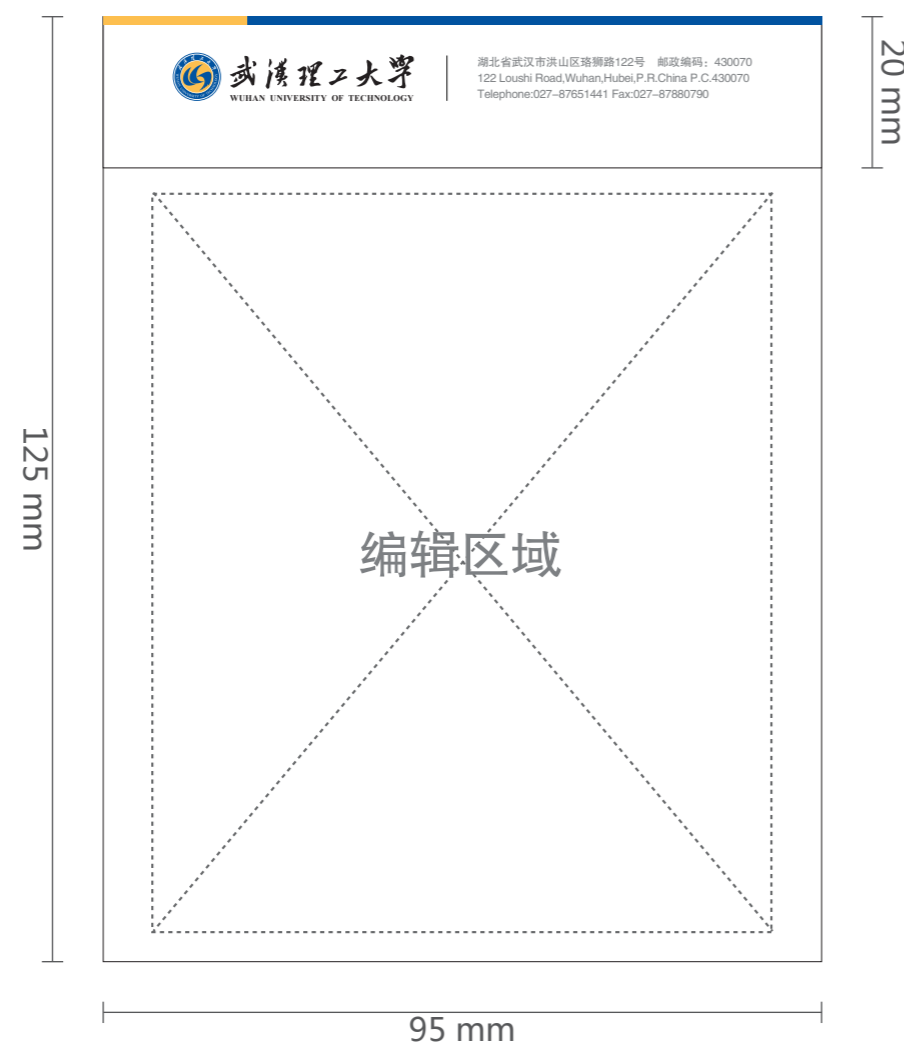 武漢理工大学
WUHAN UNIVERSITY OF TECHNOLOGY
湖北省武汉市洪山区珞狮路122号 邮政编码：430070
122 Loushi Road,Wuhan,Hubei,P.R.China P.C.430070
Telephone:027-87651441 Fax:027-87880790
20 mm
125 mm
编辑区域
95 mm